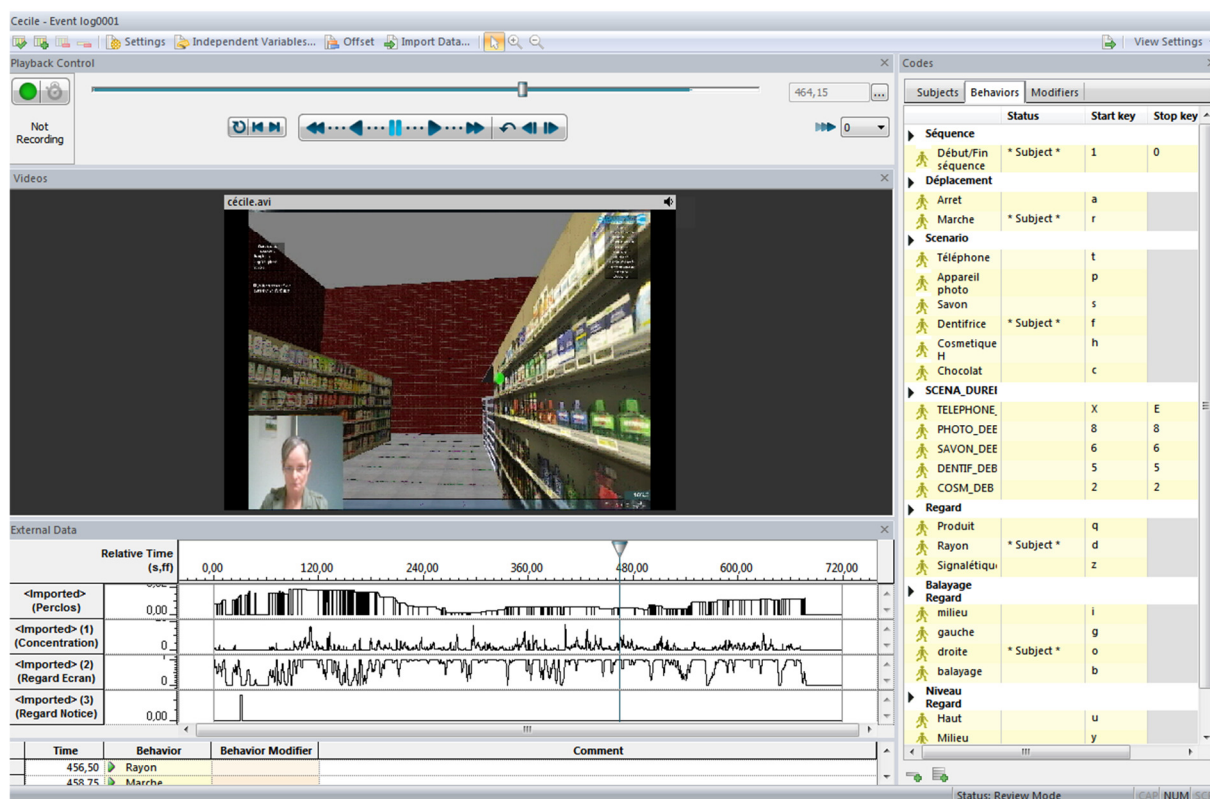 Cecile - Event log0001
Settings Independent Variables... Offset Import Data... View Settings
Playback Control
464,15 ...
Not
Recording
0
Videos
cécile.avi
External Data
Relative Time
(s,ff)
0,00 120,00 240,00 360,00 480,00 600,00 720,00
<Imported>
(Perclos)
0,00
<Imported> (1)
(Concentration)
0
<Imported> (2)
(Regard Ecran)
0
<Imported> (3)
(Regard Notice)
0,00
Time Behavior Behavior Modifier Comment
456,50 Rayon
458,75 Marche
Codes
Subjects Behaviors Modifiers
Status Start key Stop key
Séquence
Début/Fin séquence * Subject * 1 0
Déplacement
Arret a
Marche * Subject * r
Scenario
Téléphone t
Appareil photo p
Savon s
Dentifrice * Subject * f
Cosmetique H h
Chocolat c
SCENA_DUREI
TELEPHONE_ X E
PHOTO_DEE 8 8
SAVON_DEE 6 6
DENTIF_DEB 5 5
COSM_DEB 2 2
Regard
Produit q
Rayon * Subject * d
Signalétiqu z
Balayage
Regard
milieu i
gauche g
droite * Subject * o
balayage b
Niveau
Regard
Haut u
Milieu y
Status: Review Mode CAP NUM